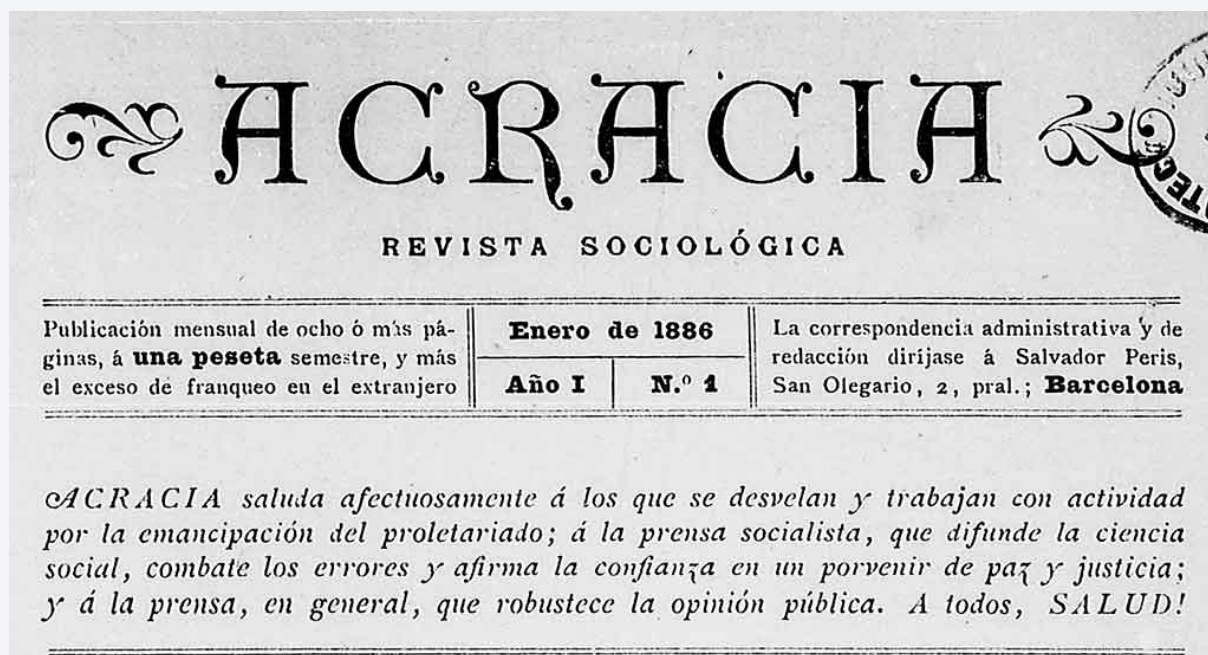 ACRACIA
REVISTA SOCIOLÓGICA
Publicación mensual de ocho ó más pá-
ginas, á una peseta semestre, y más
el exceso de franqueo en el extranjero
Enero de 1886
Año I
N.º 1
La correspondencia administrativa y de
redacción diríjase á Salvador Peris,
San Olegario, 2, pral.; Barcelona
ACRACIA saluda afectuosamente á los que se desvelan y trabajan con actividad
por la emancipación del proletariado; á la prensa socialista, que difunde la ciencia
social, combate los errores y afirma la confianza en un porvenir de paz y justicia;
y á la prensa, en general, que robustece la opinión pública. A todos, SALUD!